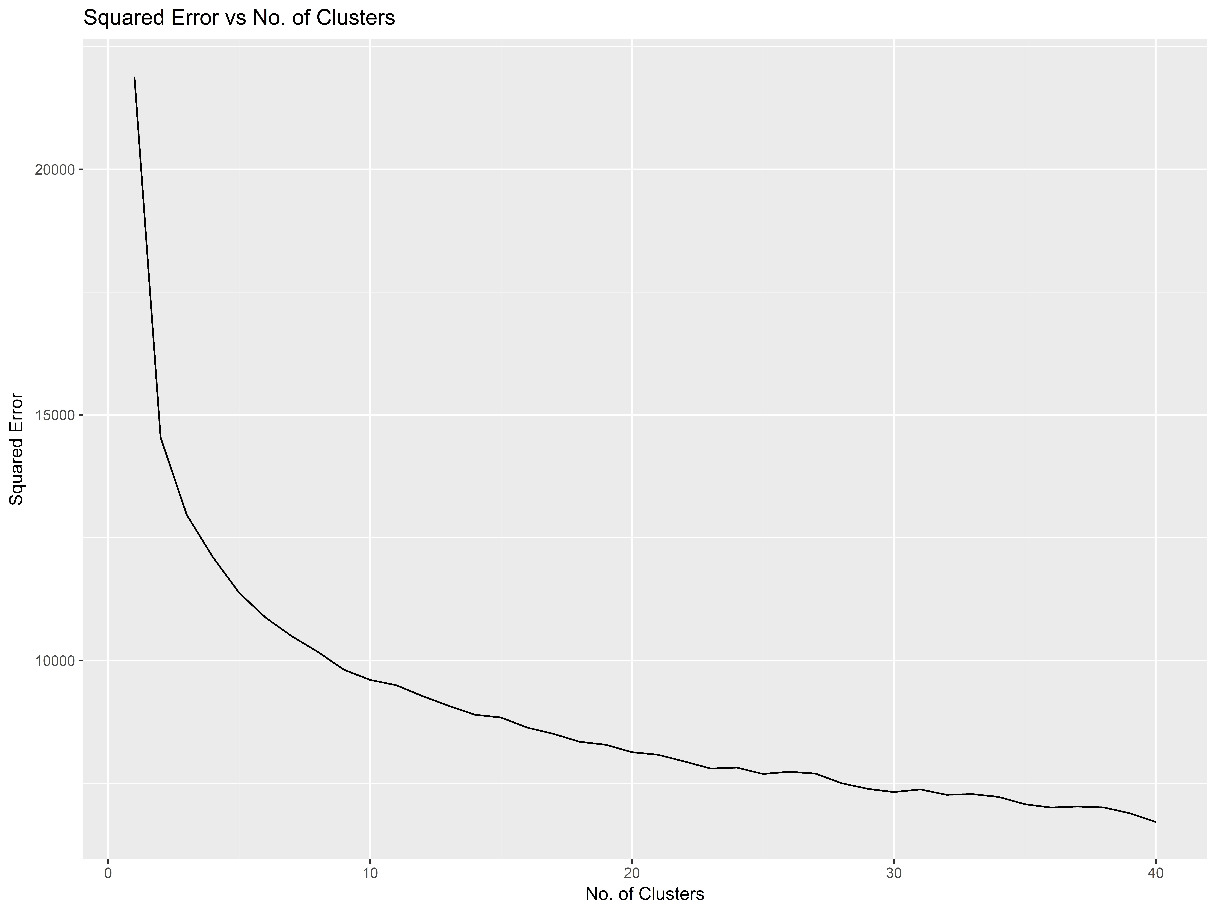 Squared Error vs No. of Clusters
Squared Error
20000
15000
10000
0
10
20
30
40
No. of Clusters